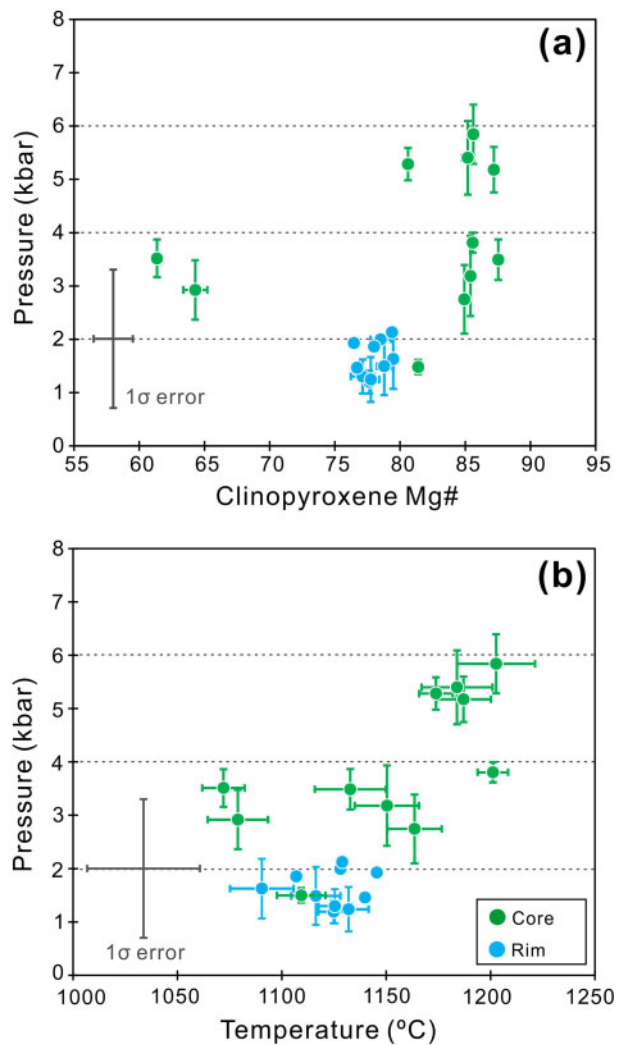 (a)
8
7
6
5
4
3
2
1
0
Pressure (kbar)
1σ error
55 60 65 70 75 80 85 90 95
Clinopyroxene Mg#
(b)
8
7
6
5
4
3
2
1
0
Pressure (kbar)
1σ error
Core
Rim
1000 1050 1100 1150 1200 1250
Temperature (ºC)